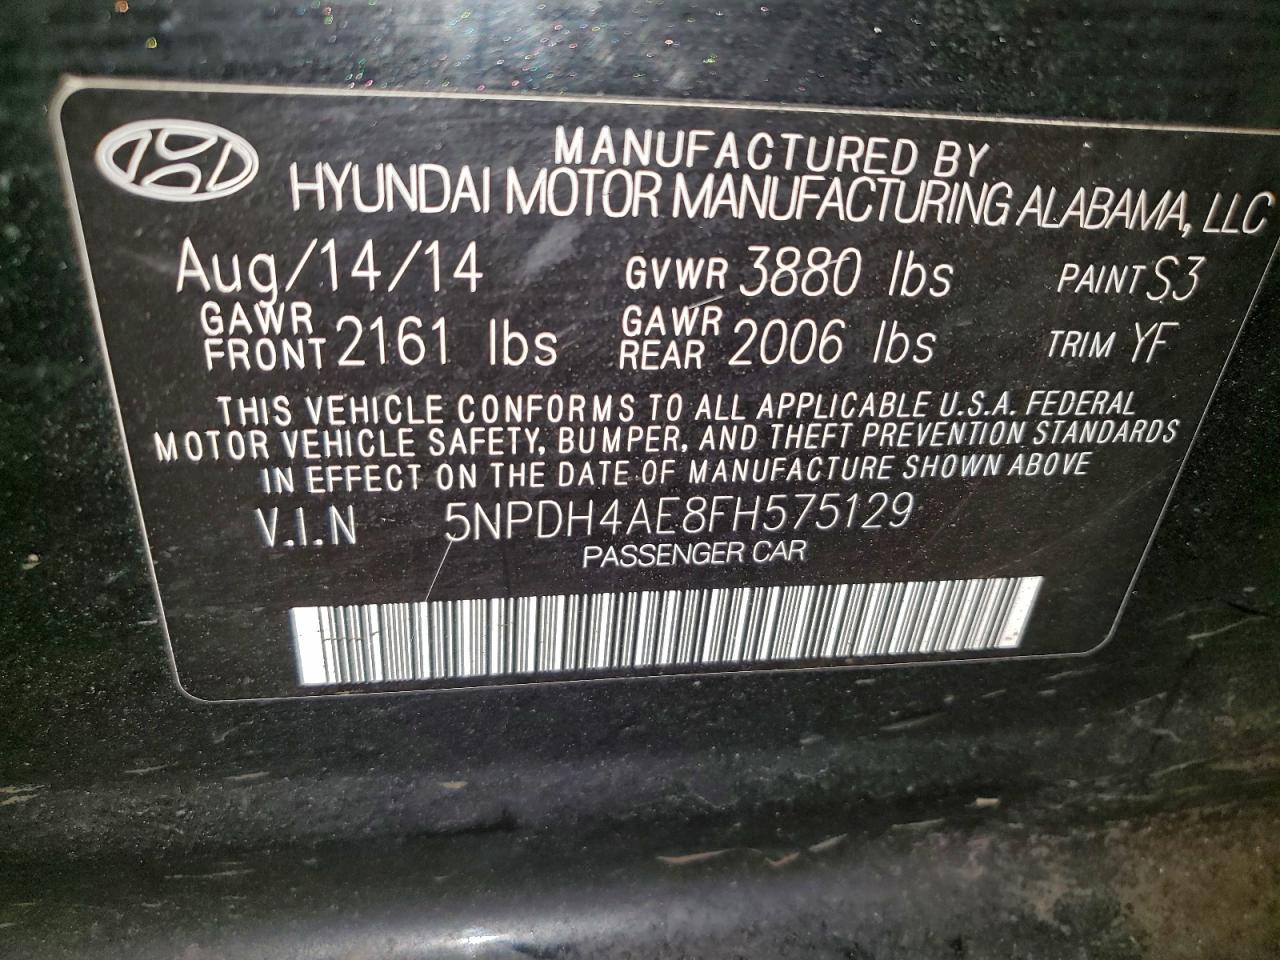 MANUFACTURED BY
HYUNDAI MOTOR MANUFACTURING ALABAMA, LLC
Aug/14/14 GVWR 3880 lbs PAINT S3
GAWR FRONT 2161 lbs GAWR REAR 2006 lbs TRIM YF
THIS VEHICLE CONFORMS TO ALL APPLICABLE U.S.A. FEDERAL
MOTOR VEHICLE SAFETY, BUMPER, AND THEFT PREVENTION STANDARDS
IN EFFECT ON THE DATE OF MANUFACTURE SHOWN ABOVE
V.I.N 5NPDH4AE8FH575129
PASSENGER CAR